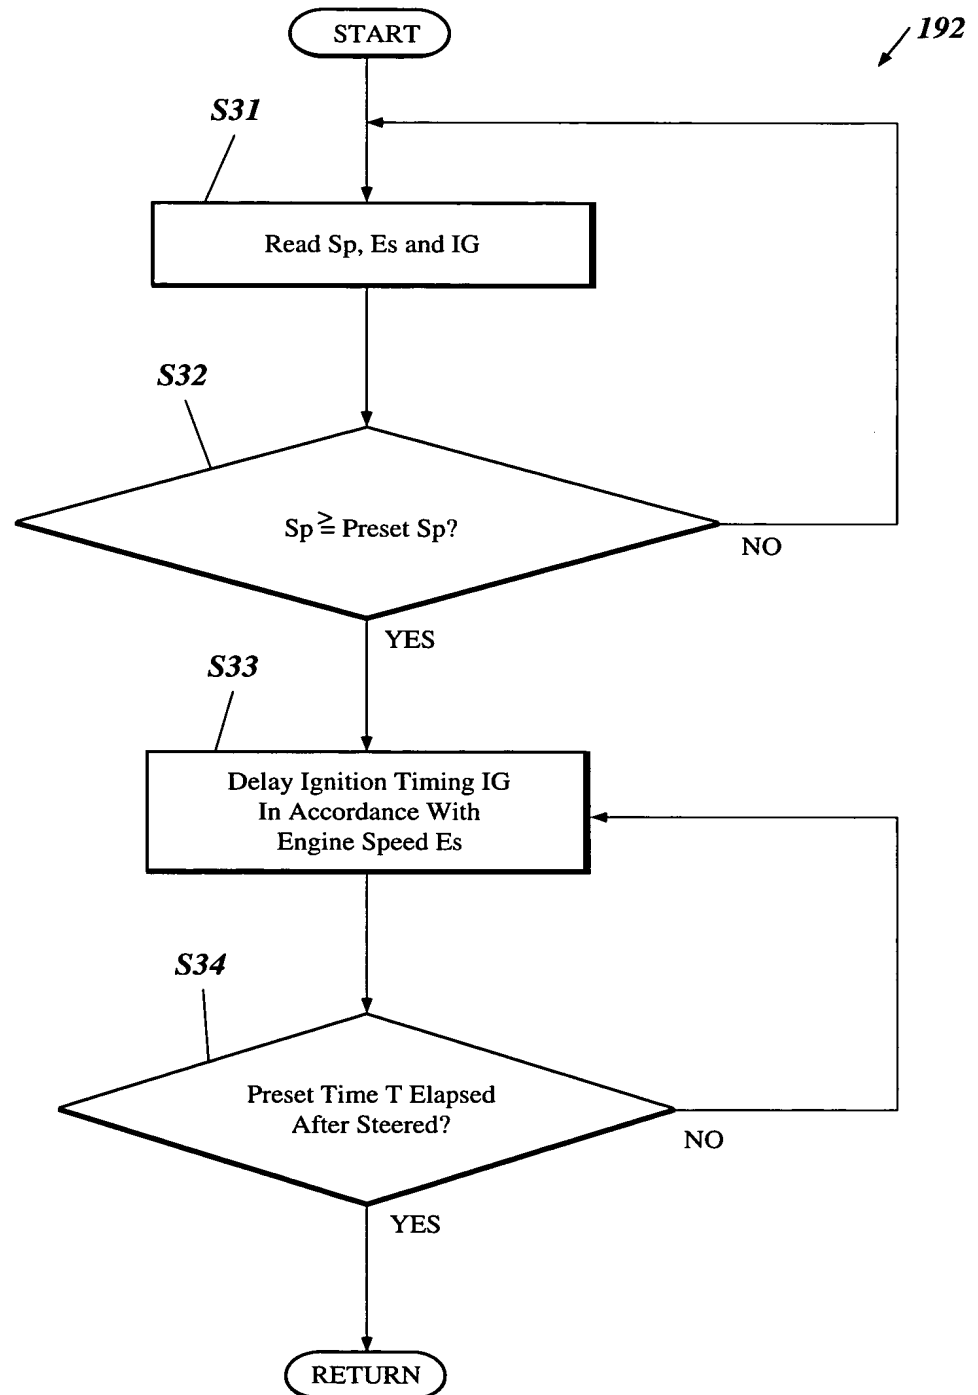 START
192
S31
Read Sp, Es and IG
S32
Sp ≧ Preset Sp?
NO
YES
S33
Delay Ignition Timing IG
In Accordance With
Engine Speed Es
S34
Preset Time T Elapsed
After Steered?
NO
YES
RETURN